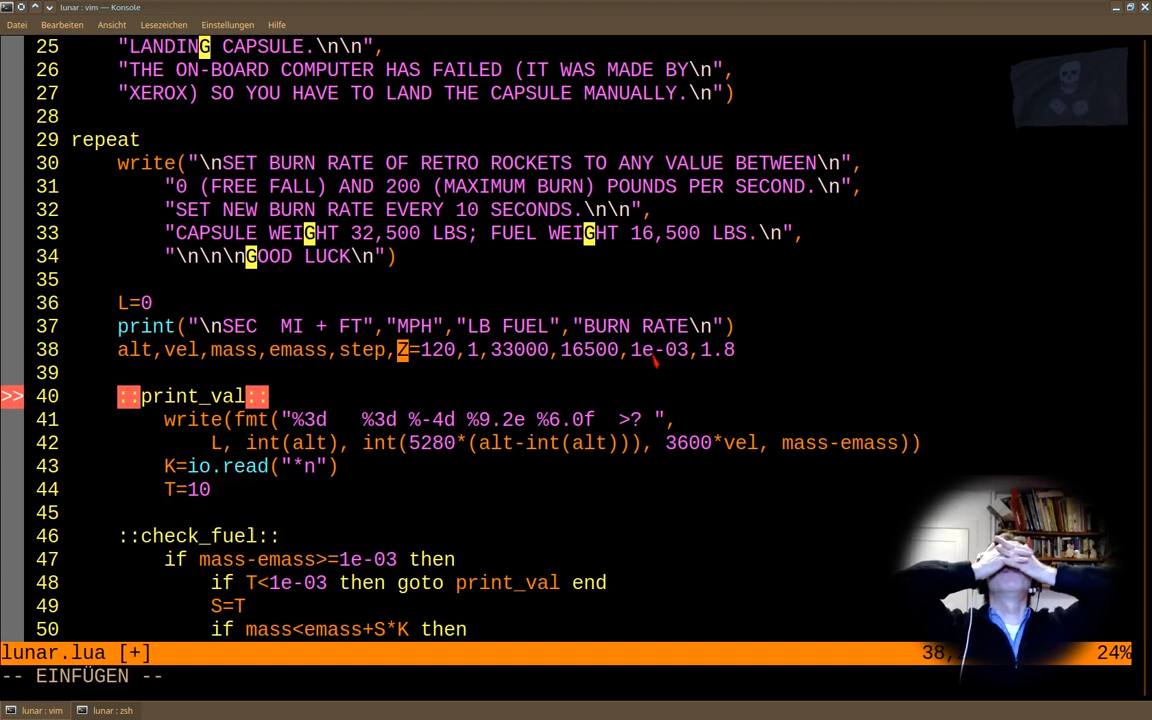 lunar : vim — Konsole
Datei Bearbeiten Ansicht Lesezeichen Einstellungen Hilfe
25 "LANDING CAPSULE.\n\n",
26 "THE ON-BOARD COMPUTER HAS FAILED (IT WAS MADE BY\n",
27 "XEROX) SO YOU HAVE TO LAND THE CAPSULE MANUALLY.\n")
28
29 repeat
30 write("\nSET BURN RATE OF RETRO ROCKETS TO ANY VALUE BETWEEN\n",
31 "0 (FREE FALL) AND 200 (MAXIMUM BURN) POUNDS PER SECOND.\n",
32 "SET NEW BURN RATE EVERY 10 SECONDS.\n\n",
33 "CAPSULE WEIGHT 32,500 LBS; FUEL WEIGHT 16,500 LBS.\n",
34 "\n\n\nGOOD LUCK\n")
35
36 L=0
37 print("\nSEC  MI + FT","MPH","LB FUEL","BURN RATE\n")
38 alt,vel,mass,emass,step,Z=120,1,33000,16500,1e-03,1.8
39
>> 40 ::print_val::
41 write(fmt("%3d   %3d %-4d %9.2e %6.0f  >? ",
42 L, int(alt), int(5280*(alt-int(alt))), 3600*vel, mass-emass))
43 K=io.read("*n")
44 T=10
45
46 ::check_fuel::
47 if mass-emass>=1e-03 then
48 if T<1e-03 then goto print_val end
49 S=T
50 if mass<emass+S*K then
lunar.lua [+] 38, 24%
-- EINFÜGEN --
lunar : vim lunar : zsh